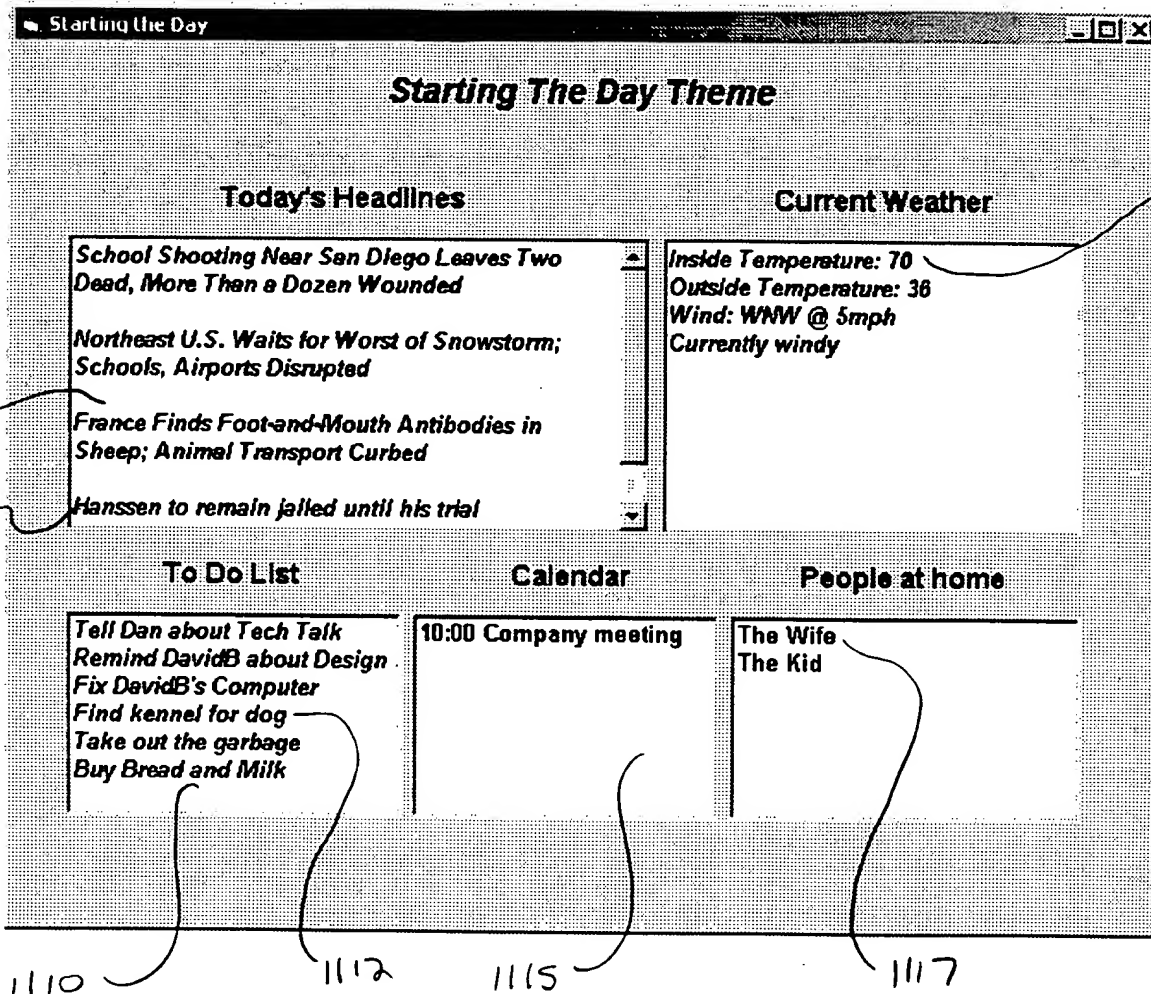 Starting the Day
Starting The Day Theme
Today's Headlines
School Shooting Near San Diego Leaves Two
Dead, More Than a Dozen Wounded
Northeast U.S. Waits for Worst of Snowstorm;
Schools, Airports Disrupted
France Finds Foot-and-Mouth Antibodies in
Sheep; Animal Transport Curbed
Hanssen to remain jailed until his trial
Current Weather
Inside Temperature: 70
Outside Temperature: 36
Wind: WNW @ 5mph
Currently windy
To Do List
Tell Dan about Tech Talk
Remind DavidB about Design
Fix DavidB's Computer
Find kennel for dog
Take out the garbage
Buy Bread and Milk
Calendar
10:00 Company meeting
People at home
The Wife
The Kid
1110
1112
1115
1117